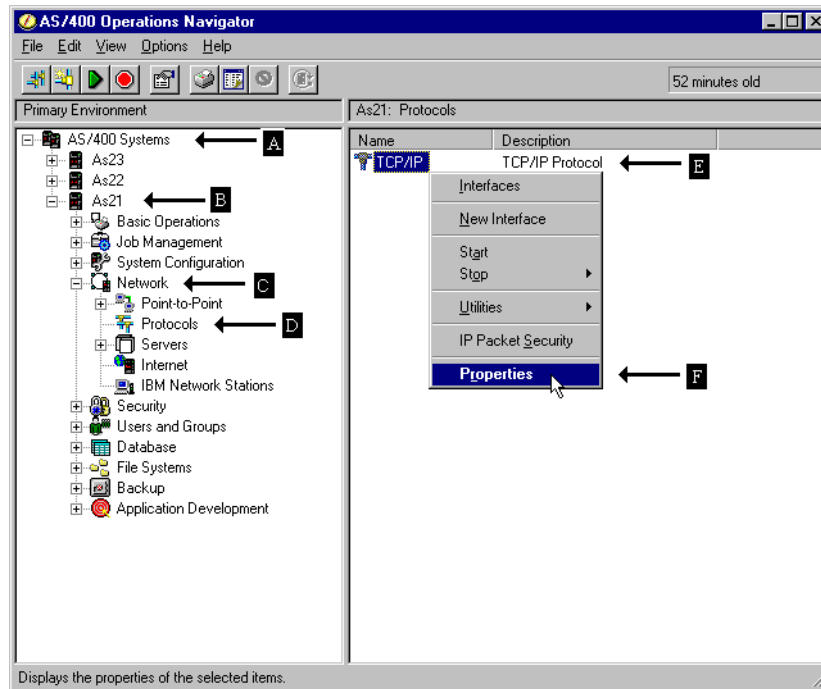 AS/400 Operations Navigator
File Edit View Options Help
52 minutes old
Primary Environment
As21: Protocols
AS/400 Systems
A
As23
As22
As21
B
Basic Operations
Job Management
System Configuration
Network
C
Point-to-Point
Protocols
D
Servers
Internet
IBM Network Stations
Security
Users and Groups
Database
File Systems
Backup
Application Development
Name Description
TCP/IP TCP/IP Protocol
E
Interfaces
New Interface
Start
Stop
Utilities
IP Packet Security
Properties
F
Displays the properties of the selected items.